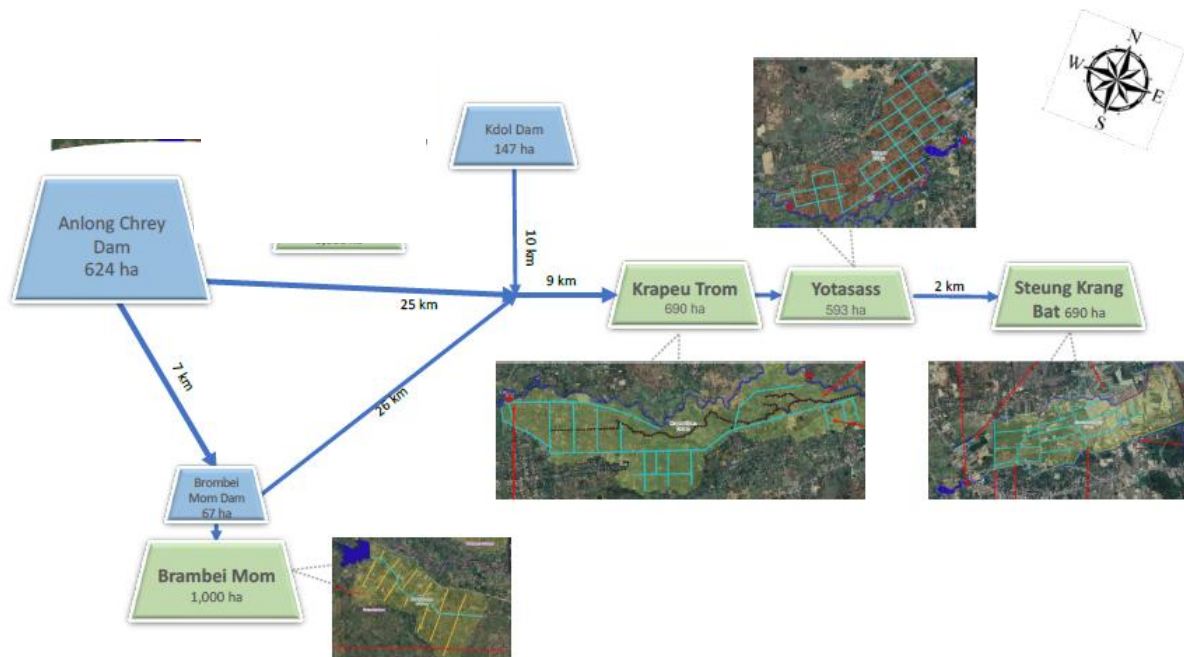 N
W
E
S
Kdol Dam
147 ha
Anlong Chrey
Dam
624 ha
10 km
25 km
9 km
Krapeu Trom
690 ha
Yotasass
593 ha
2 km
Steung Krang
Bat 690 ha
7 km
26 km
Brombei
Mom Dam
67 ha
Brambei Mom
1,000 ha